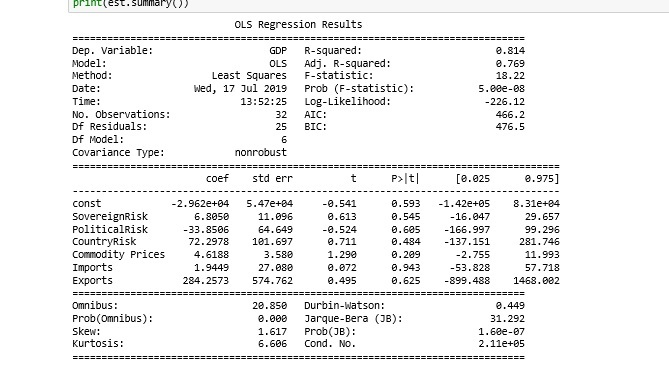 print(est.summary())
OLS Regression Results
==============================================================================
Dep. Variable: GDP R-squared: 0.814
Model: OLS Adj. R-squared: 0.769
Method: Least Squares F-statistic: 18.22
Date: Wed, 17 Jul 2019 Prob (F-statistic): 5.00e-08
Time: 13:52:25 Log-Likelihood: -226.12
No. Observations: 32 AIC: 466.2
Df Residuals: 25 BIC: 476.5
Df Model: 6
Covariance Type: nonrobust
====================================================================================
coef std err t P>|t| [0.025 0.975]
------------------------------------------------------------------------------------
const -2.962e+04 5.47e+04 -0.541 0.593 -1.42e+05 8.31e+04
SovereignRisk 6.8050 11.096 0.613 0.545 -16.047 29.657
PoliticalRisk -33.8506 64.649 -0.524 0.605 -166.997 99.296
CountryRisk 72.2978 101.697 0.711 0.484 -137.151 281.746
Commodity Prices 4.6188 3.580 1.290 0.209 -2.755 11.993
Imports 1.9449 27.080 0.072 0.943 -53.828 57.718
Exports 284.2573 574.762 0.495 0.625 -899.488 1468.002
==============================================================================
Omnibus: 20.850 Durbin-Watson: 0.449
Prob(Omnibus): 0.000 Jarque-Bera (JB): 31.292
Skew: 1.617 Prob(JB): 1.60e-07
Kurtosis: 6.606 Cond. No. 2.11e+05
==============================================================================